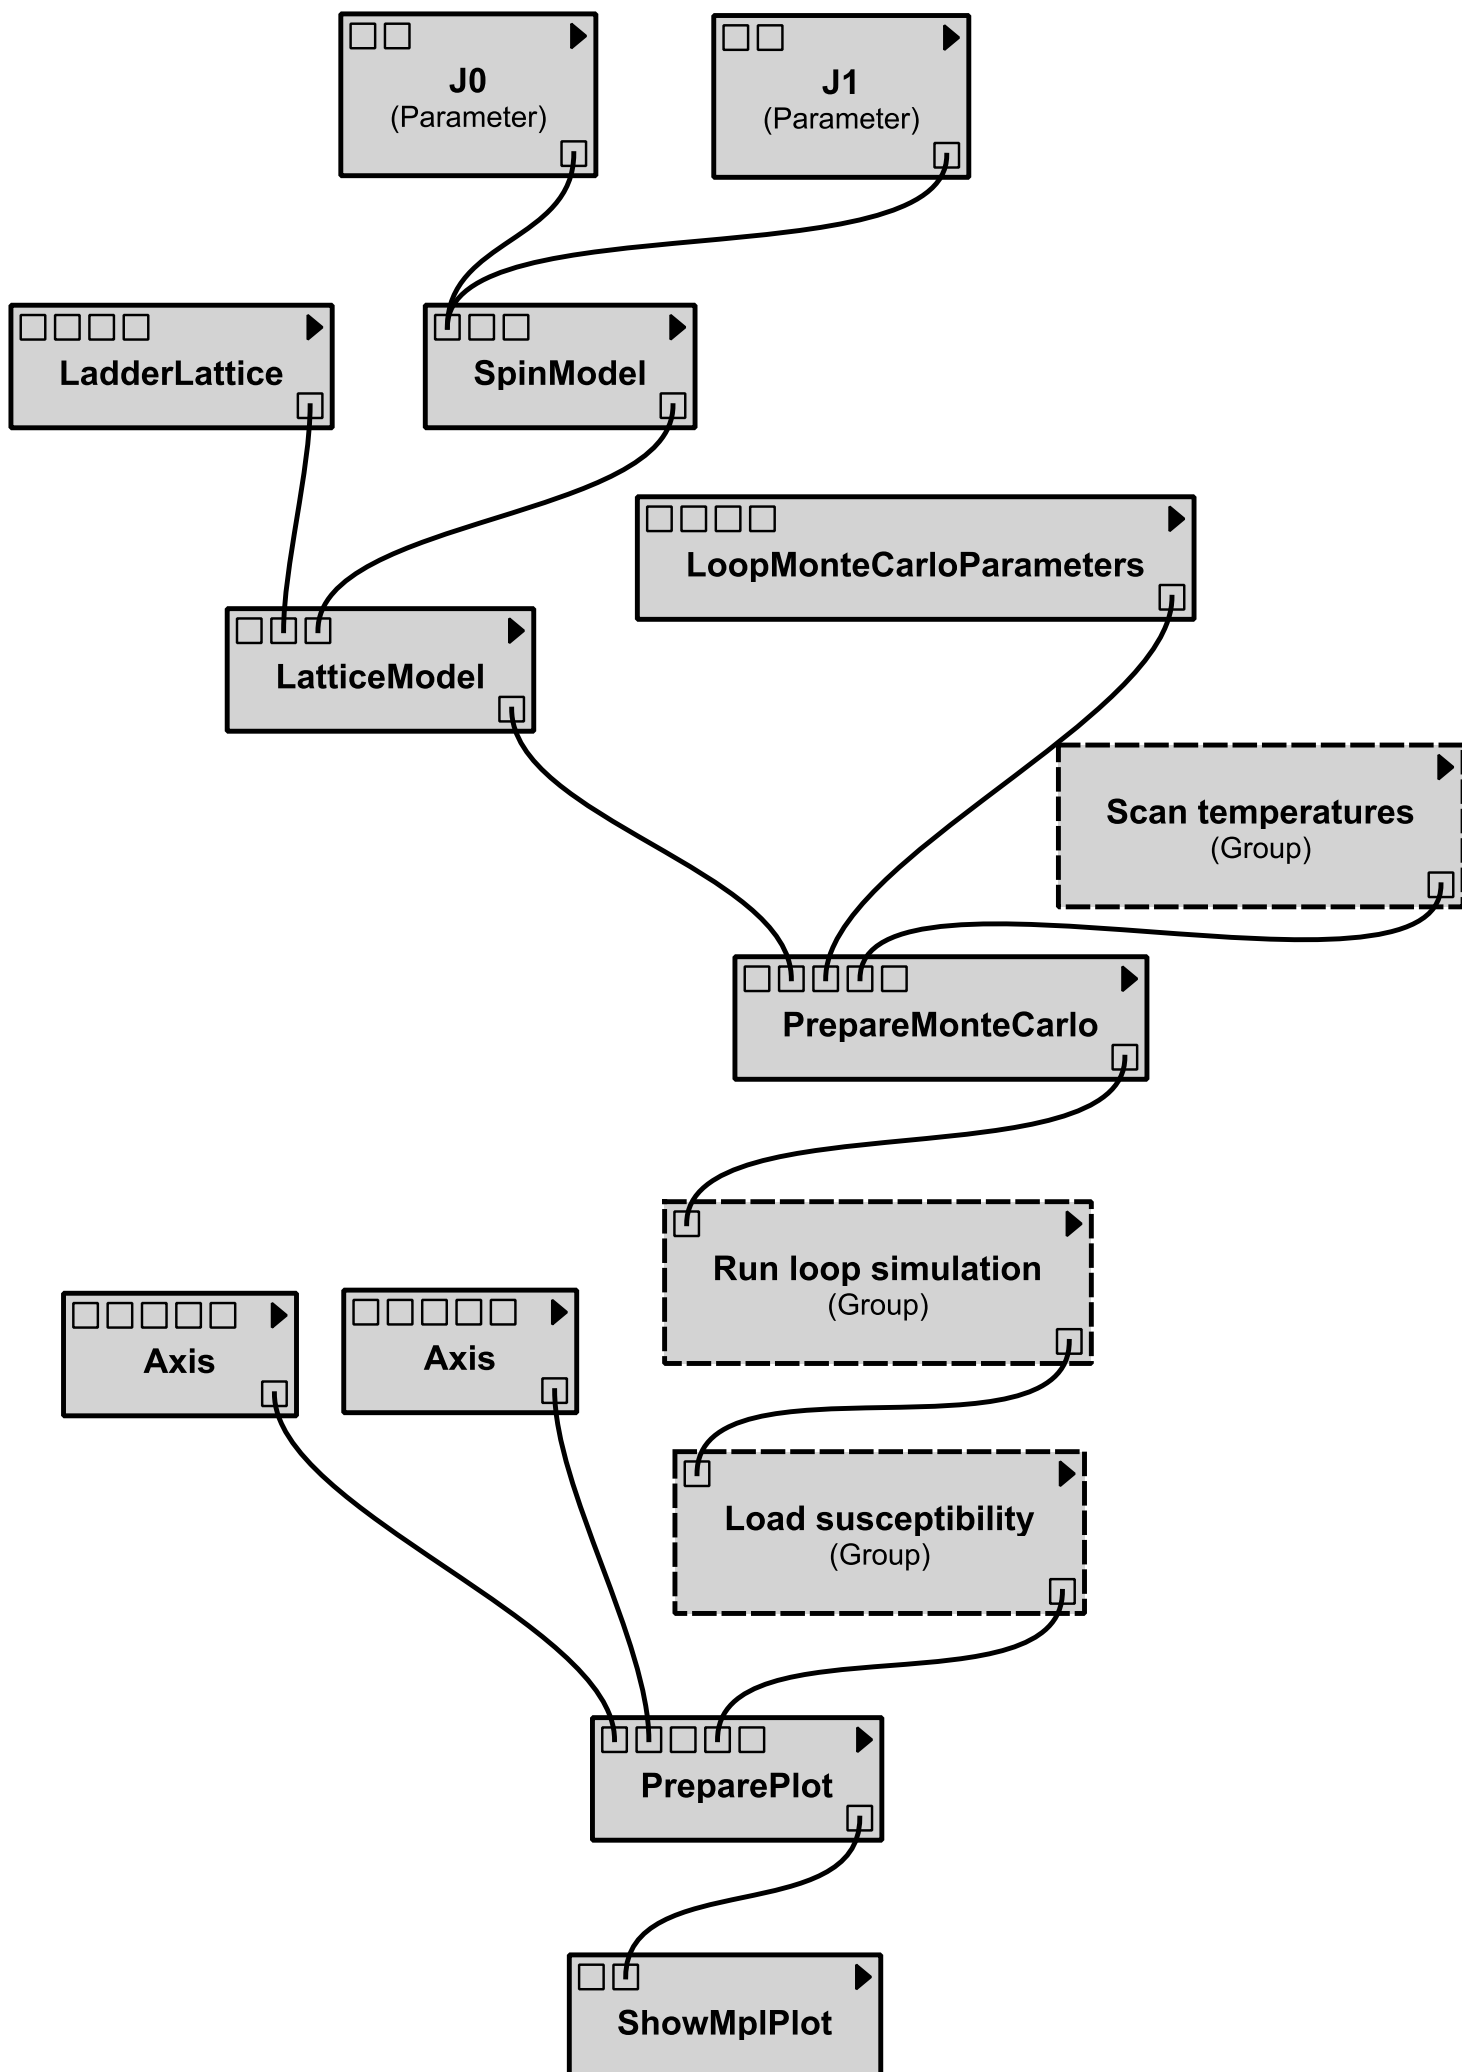 J0
(Parameter)
J1
(Parameter)
LadderLattice
SpinModel
LoopMonteCarloParameters
LatticeModel
Scan temperatures
(Group)
PrepareMonteCarlo
Run loop simulation
(Group)
Axis
Axis
Load susceptibility
(Group)
PreparePlot
ShowMplPlot